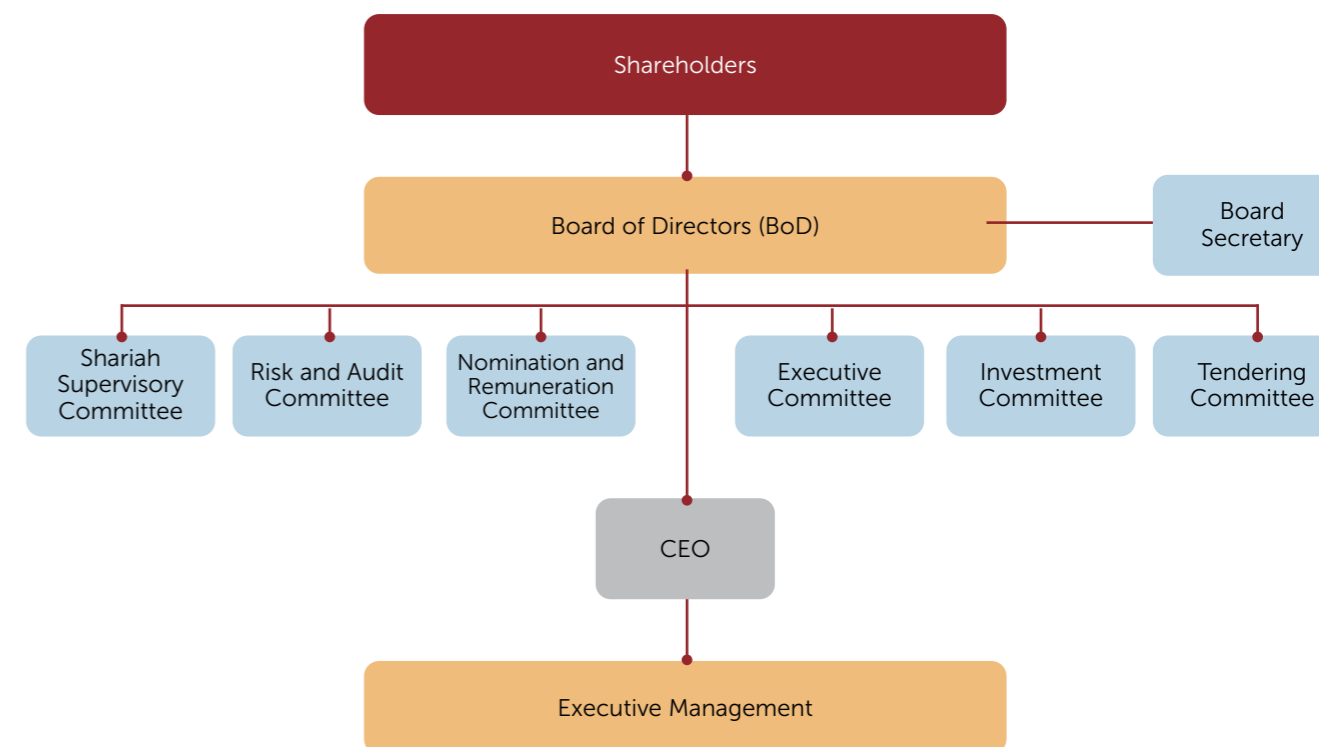 Shareholders
Board of Directors (BoD)
Board
Secretary
Shariah
Supervisory
Committee
Risk and Audit
Committee
Nomination and
Remuneration
Committee
Executive
Committee
Investment
Committee
Tendering
Committee
CEO
Executive Management